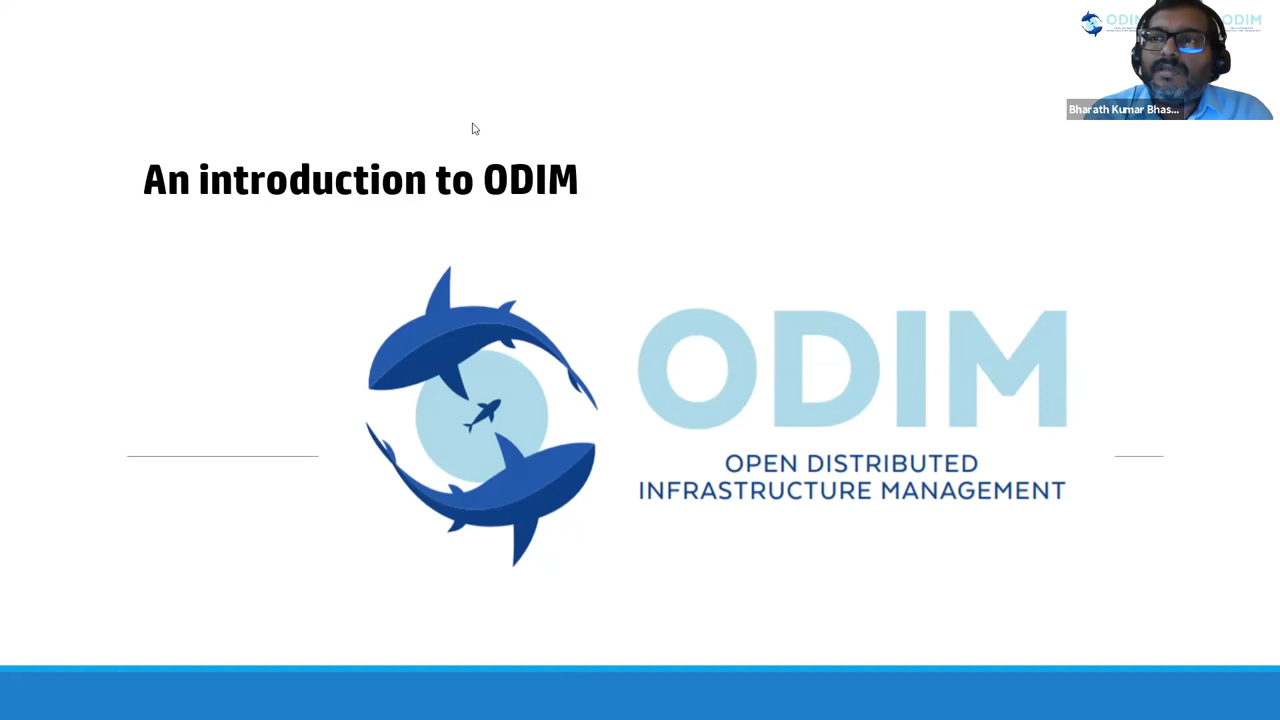 Bharath Kumar Bhas...
An introduction to ODIM
ODIM
OPEN DISTRIBUTED
INFRASTRUCTURE MANAGEMENT